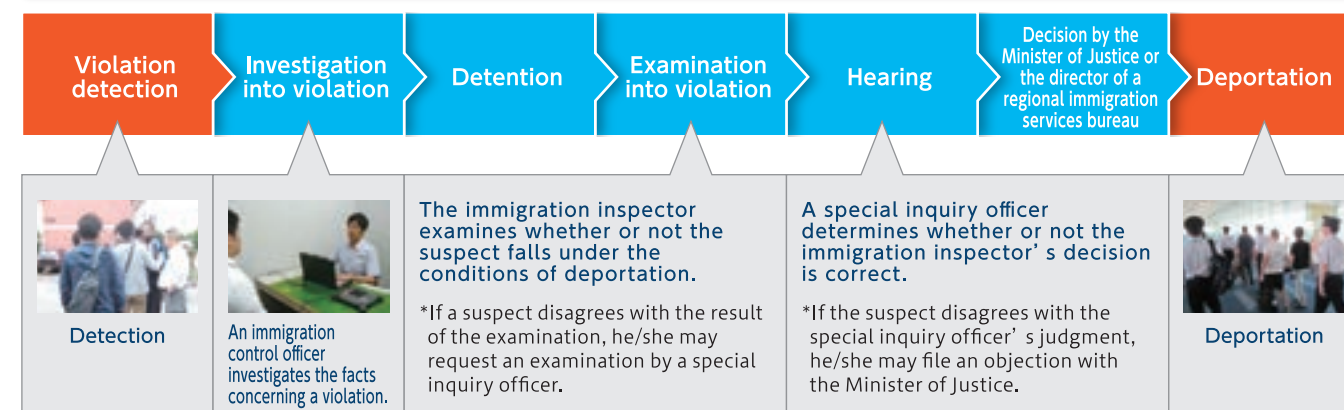 Violation
detection
Investigation
into violation
Detention
Examination
into violation
Hearing
Decision by the
Minister of Justice or
the director of a
regional immigration
services bureau
Deportation
Detection
An immigration
control officer
investigates the facts
concerning a violation.
The immigration inspector
examines whether or not the
suspect falls under the
conditions of deportation.
*If a suspect disagrees with the result
of the examination, he/she may
request an examination by a special
inquiry officer.
A special inquiry officer
determines whether or not the
immigration inspector’ s decision
is correct.
*If the suspect disagrees with the
special inquiry officer’ s judgment,
he/she may file an objection with
the Minister of Justice.
Deportation